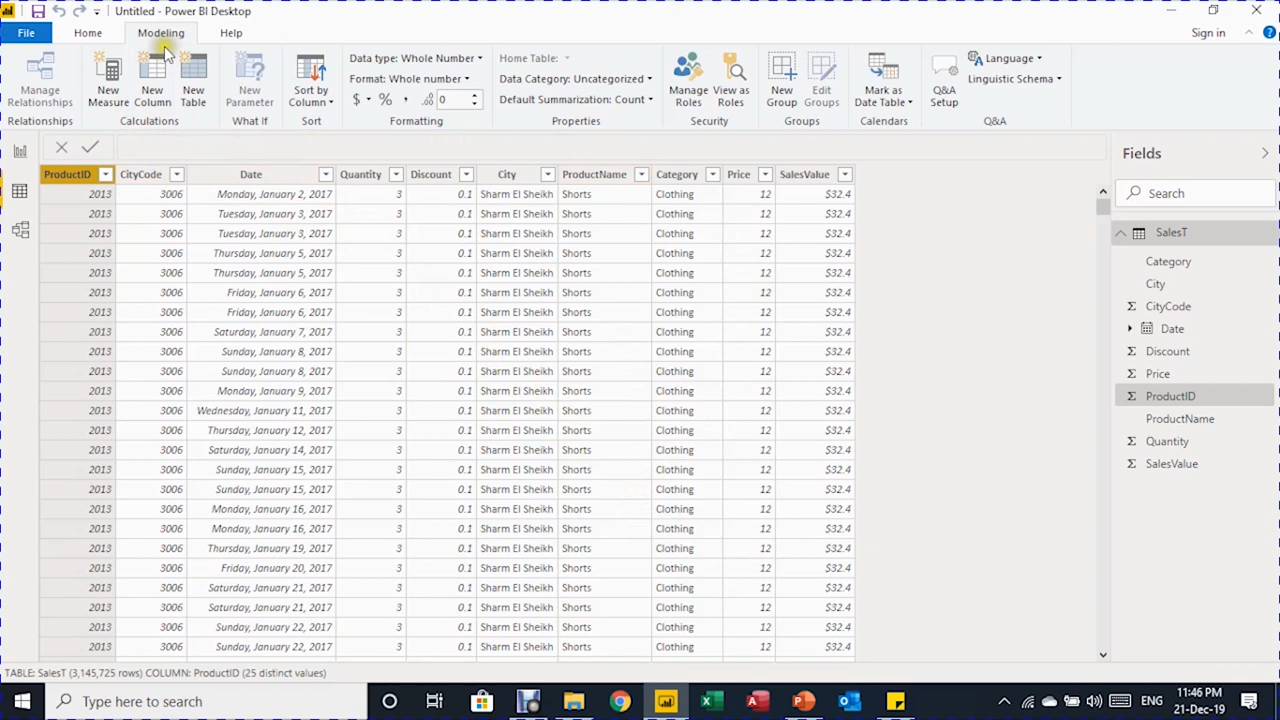 Untitled - Power BI Desktop
File Home Modeling Help Sign in
Manage Relationships
New Measure
New Column
New Table
New Parameter
Sort by Column
Data type: Whole Number
Format: Whole number
$ % , .00 0
Home Table:
Data Category: Uncategorized
Default Summarization: Count
Manage Roles
View as Roles
New Group
Edit Groups
Mark as Date Table
Q&A Setup
Language
Linguistic Schema
Relationships Calculations What If Sort Formatting Properties Security Groups Calendars Q&A
ProductID CityCode Date Quantity Discount City ProductName Category Price SalesValue
2013 3006 Monday, January 2, 2017 3 0.1 Sharm El Sheikh Shorts Clothing 12 $32.4
2013 3006 Tuesday, January 3, 2017 3 0.1 Sharm El Sheikh Shorts Clothing 12 $32.4
2013 3006 Tuesday, January 3, 2017 3 0.1 Sharm El Sheikh Shorts Clothing 12 $32.4
2013 3006 Thursday, January 5, 2017 3 0.1 Sharm El Sheikh Shorts Clothing 12 $32.4
2013 3006 Thursday, January 5, 2017 3 0.1 Sharm El Sheikh Shorts Clothing 12 $32.4
2013 3006 Friday, January 6, 2017 3 0.1 Sharm El Sheikh Shorts Clothing 12 $32.4
2013 3006 Friday, January 6, 2017 3 0.1 Sharm El Sheikh Shorts Clothing 12 $32.4
2013 3006 Saturday, January 7, 2017 3 0.1 Sharm El Sheikh Shorts Clothing 12 $32.4
2013 3006 Sunday, January 8, 2017 3 0.1 Sharm El Sheikh Shorts Clothing 12 $32.4
2013 3006 Sunday, January 8, 2017 3 0.1 Sharm El Sheikh Shorts Clothing 12 $32.4
2013 3006 Monday, January 9, 2017 3 0.1 Sharm El Sheikh Shorts Clothing 12 $32.4
2013 3006 Wednesday, January 11, 2017 3 0.1 Sharm El Sheikh Shorts Clothing 12 $32.4
2013 3006 Thursday, January 12, 2017 3 0.1 Sharm El Sheikh Shorts Clothing 12 $32.4
2013 3006 Saturday, January 14, 2017 3 0.1 Sharm El Sheikh Shorts Clothing 12 $32.4
2013 3006 Sunday, January 15, 2017 3 0.1 Sharm El Sheikh Shorts Clothing 12 $32.4
2013 3006 Sunday, January 15, 2017 3 0.1 Sharm El Sheikh Shorts Clothing 12 $32.4
2013 3006 Monday, January 16, 2017 3 0.1 Sharm El Sheikh Shorts Clothing 12 $32.4
2013 3006 Monday, January 16, 2017 3 0.1 Sharm El Sheikh Shorts Clothing 12 $32.4
2013 3006 Thursday, January 19, 2017 3 0.1 Sharm El Sheikh Shorts Clothing 12 $32.4
2013 3006 Friday, January 20, 2017 3 0.1 Sharm El Sheikh Shorts Clothing 12 $32.4
2013 3006 Saturday, January 21, 2017 3 0.1 Sharm El Sheikh Shorts Clothing 12 $32.4
2013 3006 Saturday, January 21, 2017 3 0.1 Sharm El Sheikh Shorts Clothing 12 $32.4
2013 3006 Sunday, January 22, 2017 3 0.1 Sharm El Sheikh Shorts Clothing 12 $32.4
2013 3006 Sunday, January 22, 2017 3 0.1 Sharm El Sheikh Shorts Clothing 12 $32.4
Fields
Search
SalesT
Category
City
Σ CityCode
Date
Σ Discount
Σ Price
Σ ProductID
ProductName
Σ Quantity
Σ SalesValue
TABLE: SalesT (3,145,725 rows) COLUMN: ProductID (25 distinct values)
Type here to search
ENG
11:46 PM
21-Dec-19